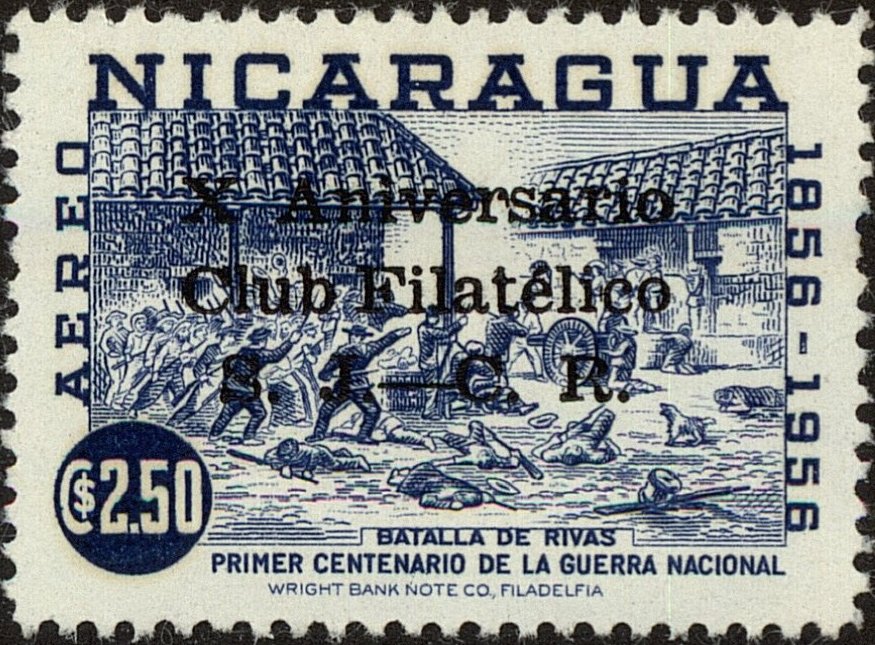 NICARAGUA
AEREO
1856-1956
X Aniversario
Club Filatélico
S. J.—C. R.
C$2.50
BATALLA DE RIVAS
PRIMER CENTENARIO DE LA GUERRA NACIONAL
WRIGHT BANK NOTE CO., FILADELFIA